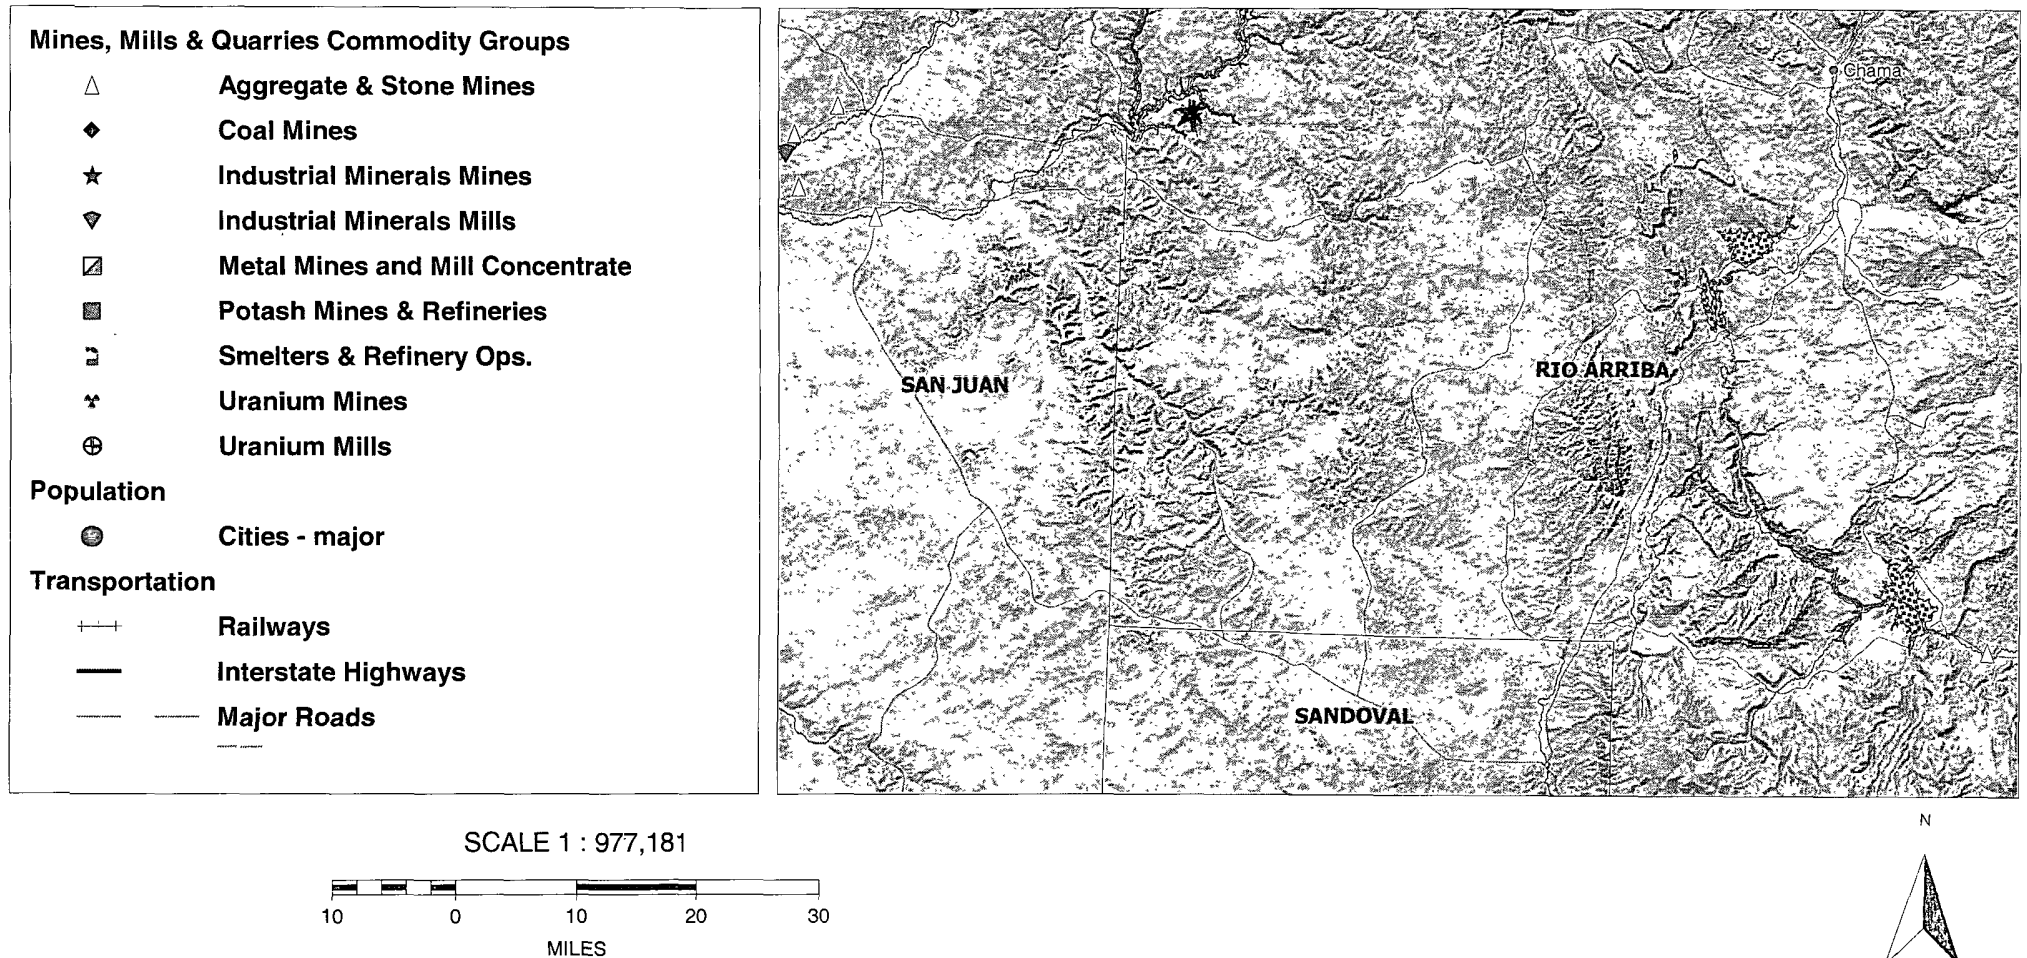 Mines, Mills & Quarries Commodity Groups
Aggregate & Stone Mines
Coal Mines
Industrial Minerals Mines
Industrial Minerals Mills
Metal Mines and Mill Concentrate
Potash Mines & Refineries
Smelters & Refinery Ops.
Uranium Mines
Uranium Mills
Population
Cities - major
Transportation
Railways
Interstate Highways
Major Roads
Chama
SAN JUAN
RIO ARRIBA
SANDOVAL
SCALE 1 : 977,181
10 0 10 20 30
MILES
N